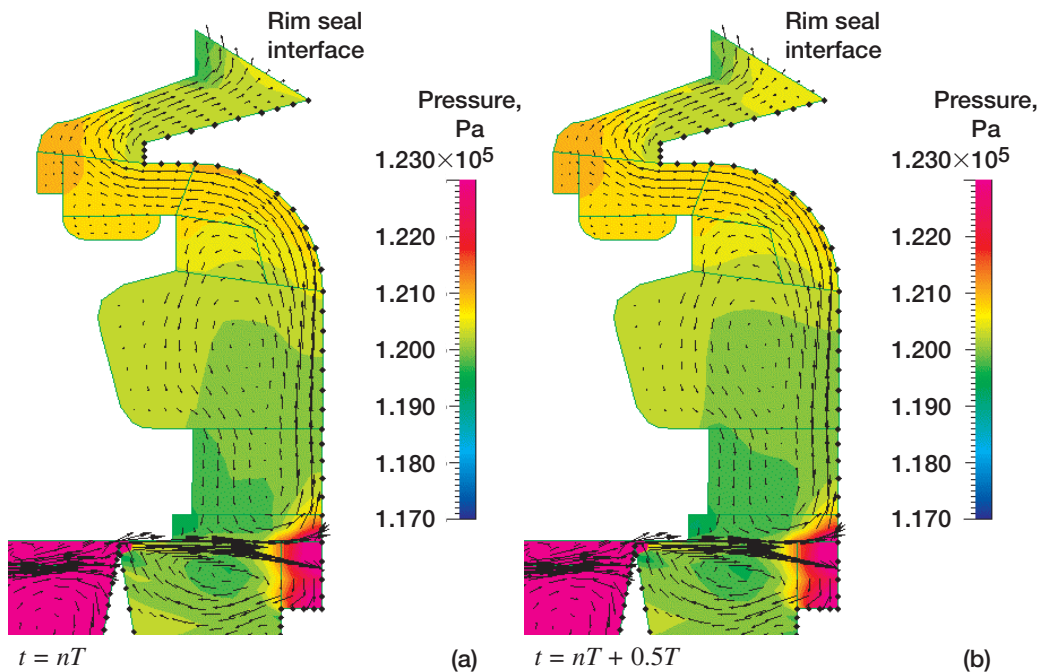 Rim seal
interface
Pressure,
Pa
1.230×10⁵
1.220
1.210
1.200
1.190
1.180
1.170
t = nT
(a)
Rim seal
interface
Pressure,
Pa
1.230×10⁵
1.220
1.210
1.200
1.190
1.180
1.170
t = nT + 0.5T
(b)